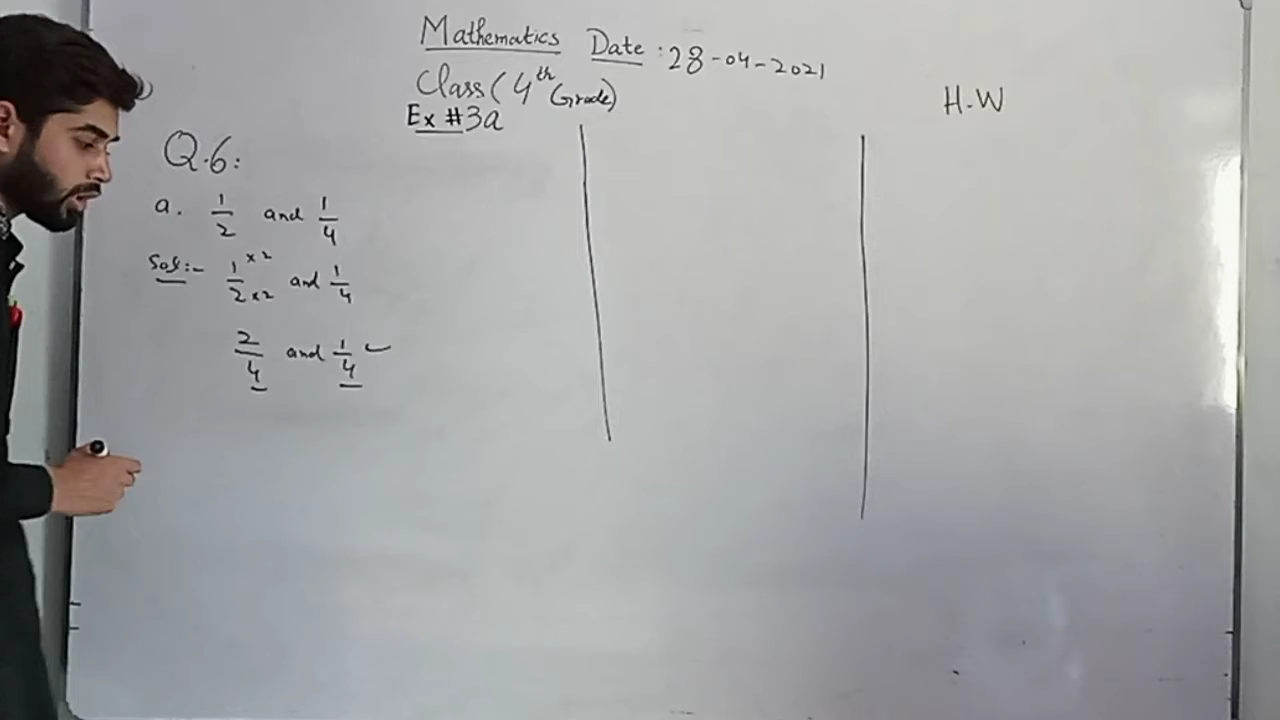 Mathematics Date : 28-04-2021
Class (4th Grade)
Ex #3a
H.W
Q.6:
a. 1/2 and 1/4
Sol:- 1×2/2×2 and 1/4
2/4 and 1/4 ✓